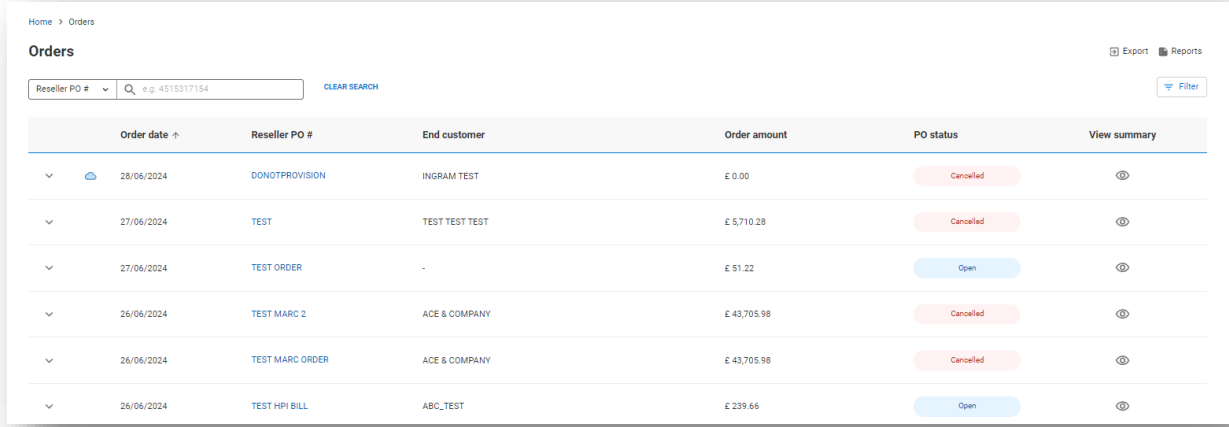 Home > Orders
Orders
Export Reports
Reseller PO # e.g. 4515317154 CLEAR SEARCH Filter
Order date ↑ Reseller PO # End customer Order amount PO status View summary
28/06/2024 DONOTPROVISION INGRAM TEST £ 0.00 Cancelled
27/06/2024 TEST TEST TEST TEST £ 5,710.28 Cancelled
27/06/2024 TEST ORDER - £ 51.22 Open
26/06/2024 TEST MARC 2 ACE & COMPANY £ 43,705.98 Cancelled
26/06/2024 TEST MARC ORDER ACE & COMPANY £ 43,705.98 Cancelled
26/06/2024 TEST HPI BILL ABC_TEST £ 239.66 Open